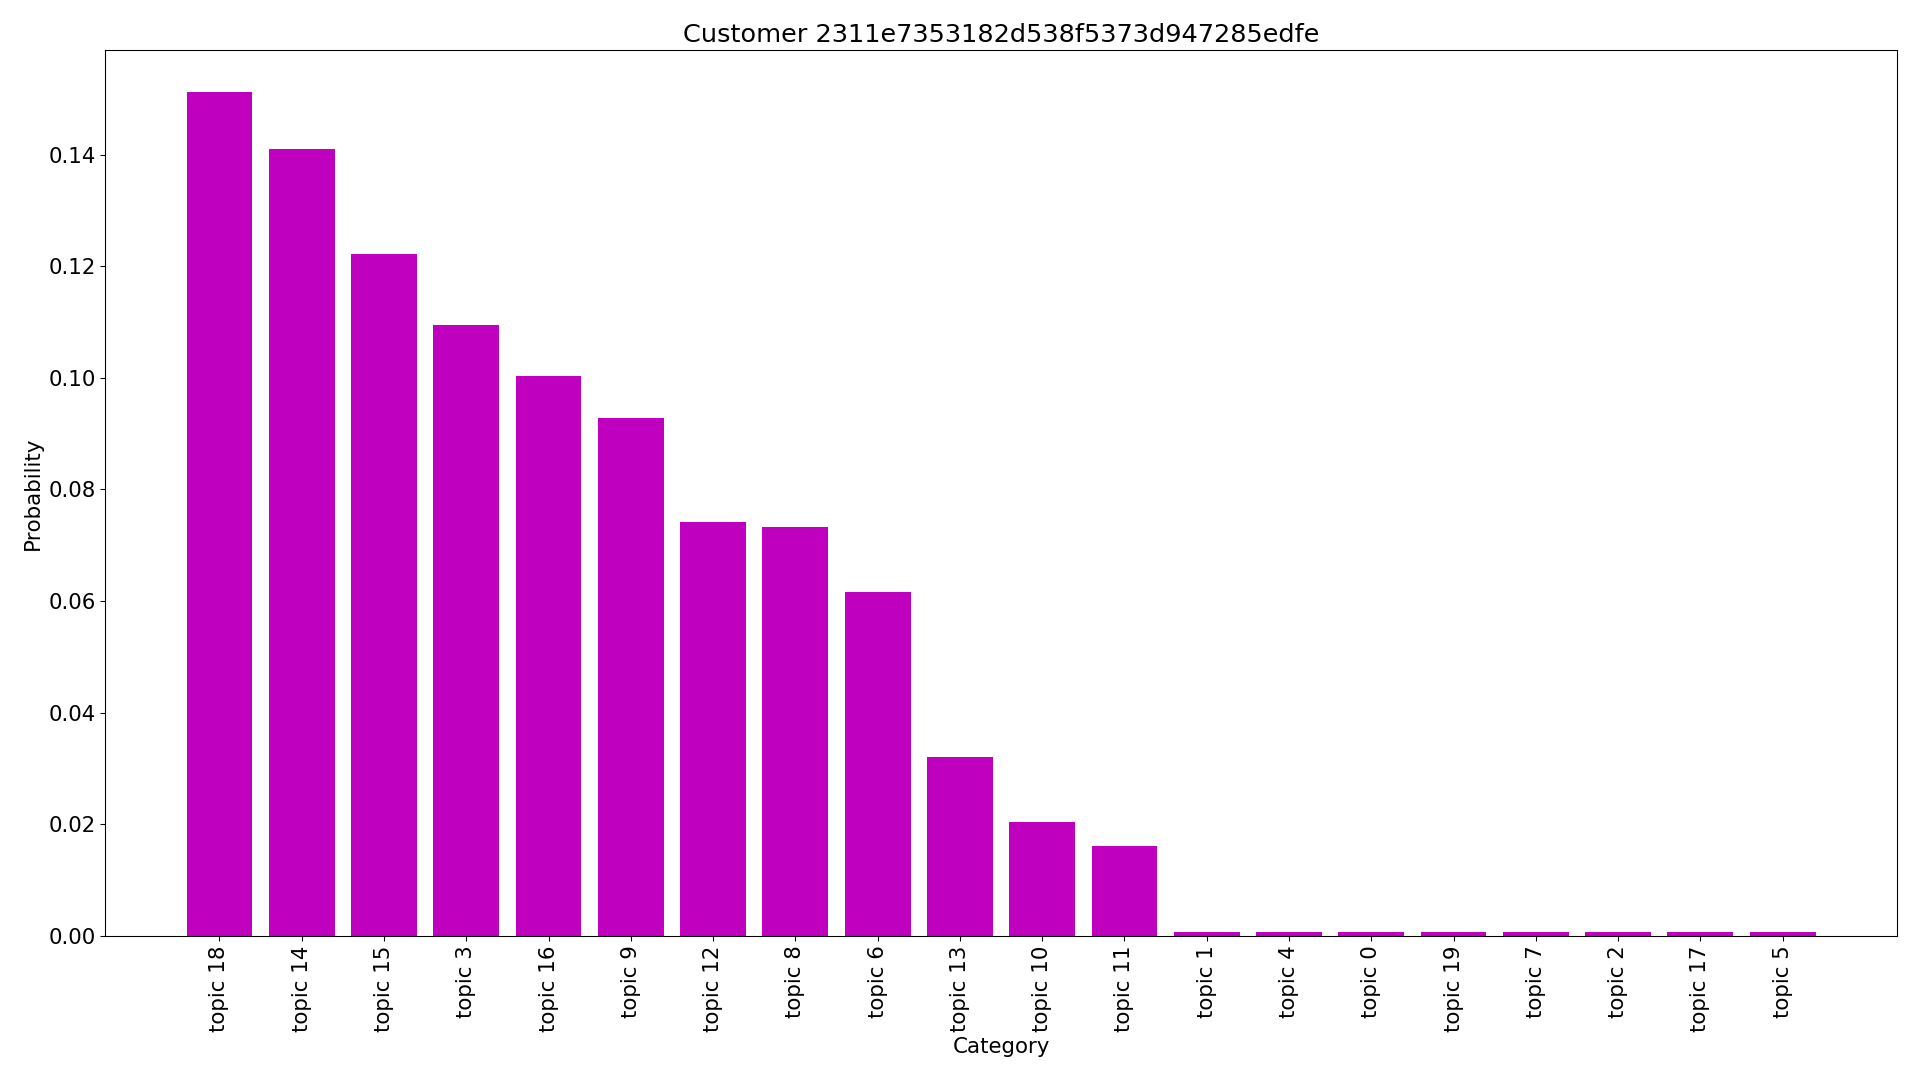 Customer 2311e7353182d538f5373d947285edfe
Probability
0.14
0.12
0.10
0.08
0.06
0.04
0.02
0.00
topic 18
topic 14
topic 15
topic 3
topic 16
topic 9
topic 12
topic 8
topic 6
topic 13
topic 10
topic 11
topic 1
topic 4
topic 0
topic 19
topic 7
topic 2
topic 17
topic 5
Category